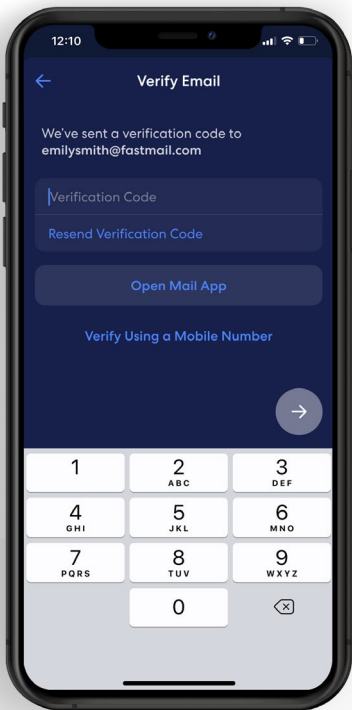 12:10
Verify Email
We've sent a verification code to
emilysmith@fastmail.com
Verification Code
Resend Verification Code
Open Mail App
Verify Using a Mobile Number
1
2
ABC
3
DEF
4
GHI
5
JKL
6
MNO
7
PQRS
8
TUV
9
WXYZ
0